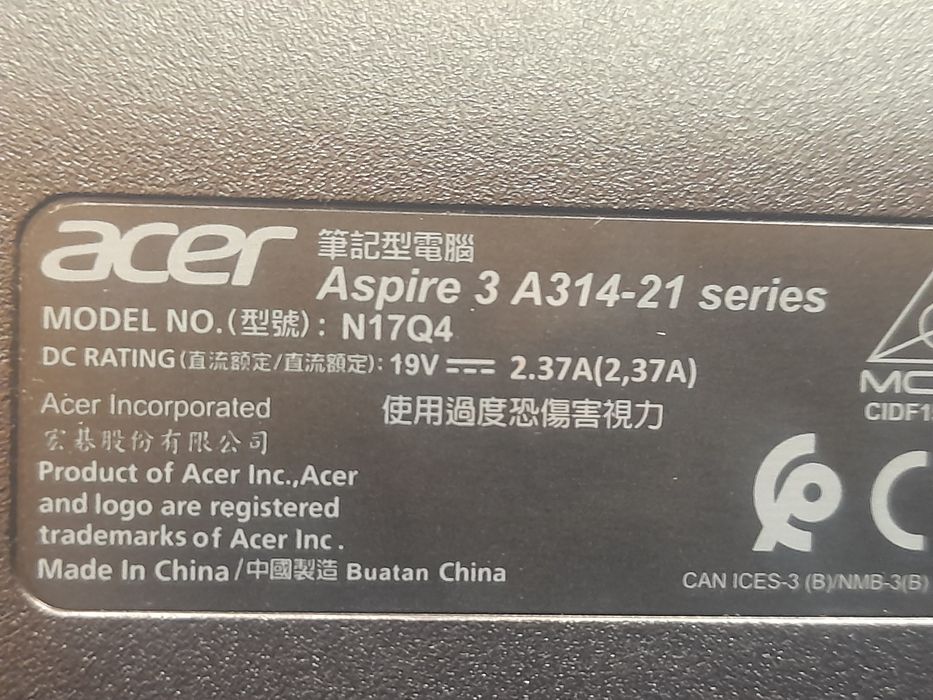 acer 筆記型電腦
Aspire 3 A314-21 series
MODEL NO.(型號): N17Q4
DC RATING(直流额定/直流額定): 19V ⎓ 2.37A(2,37A)
Acer Incorporated 使用過度恐傷害視力
宏碁股份有限公司
Product of Acer Inc.,Acer
and logo are registered
trademarks of Acer Inc.
Made In China/中國製造 Buatan China
CAN ICES-3 (B)/NMB-3(B)